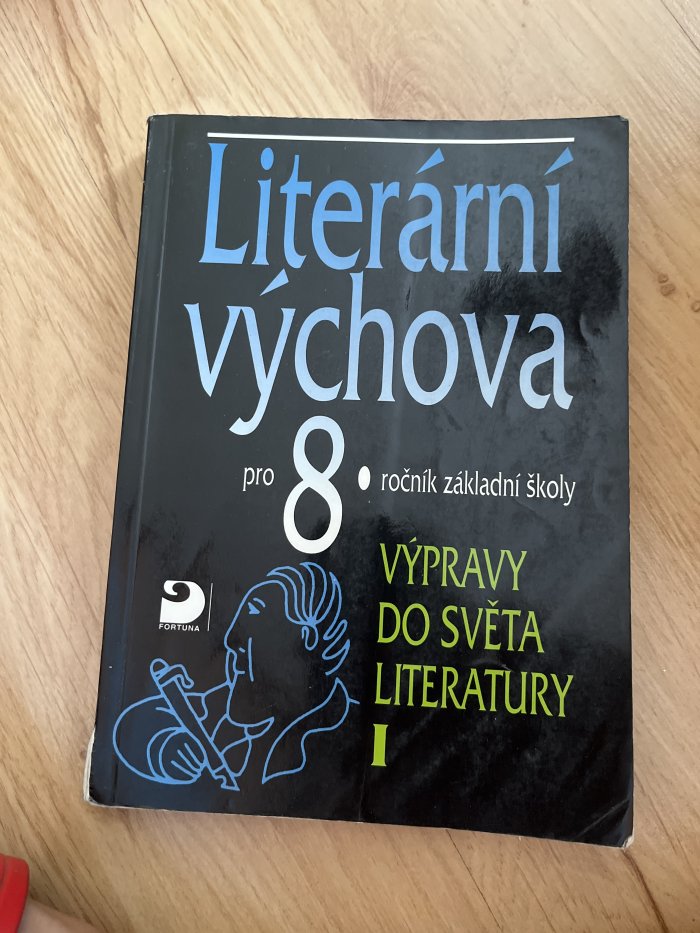 Literární
výchova
pro 8. ročník základní školy
VÝPRAVY
DO SVĚTA
LITERATURY
I
FORTUNA